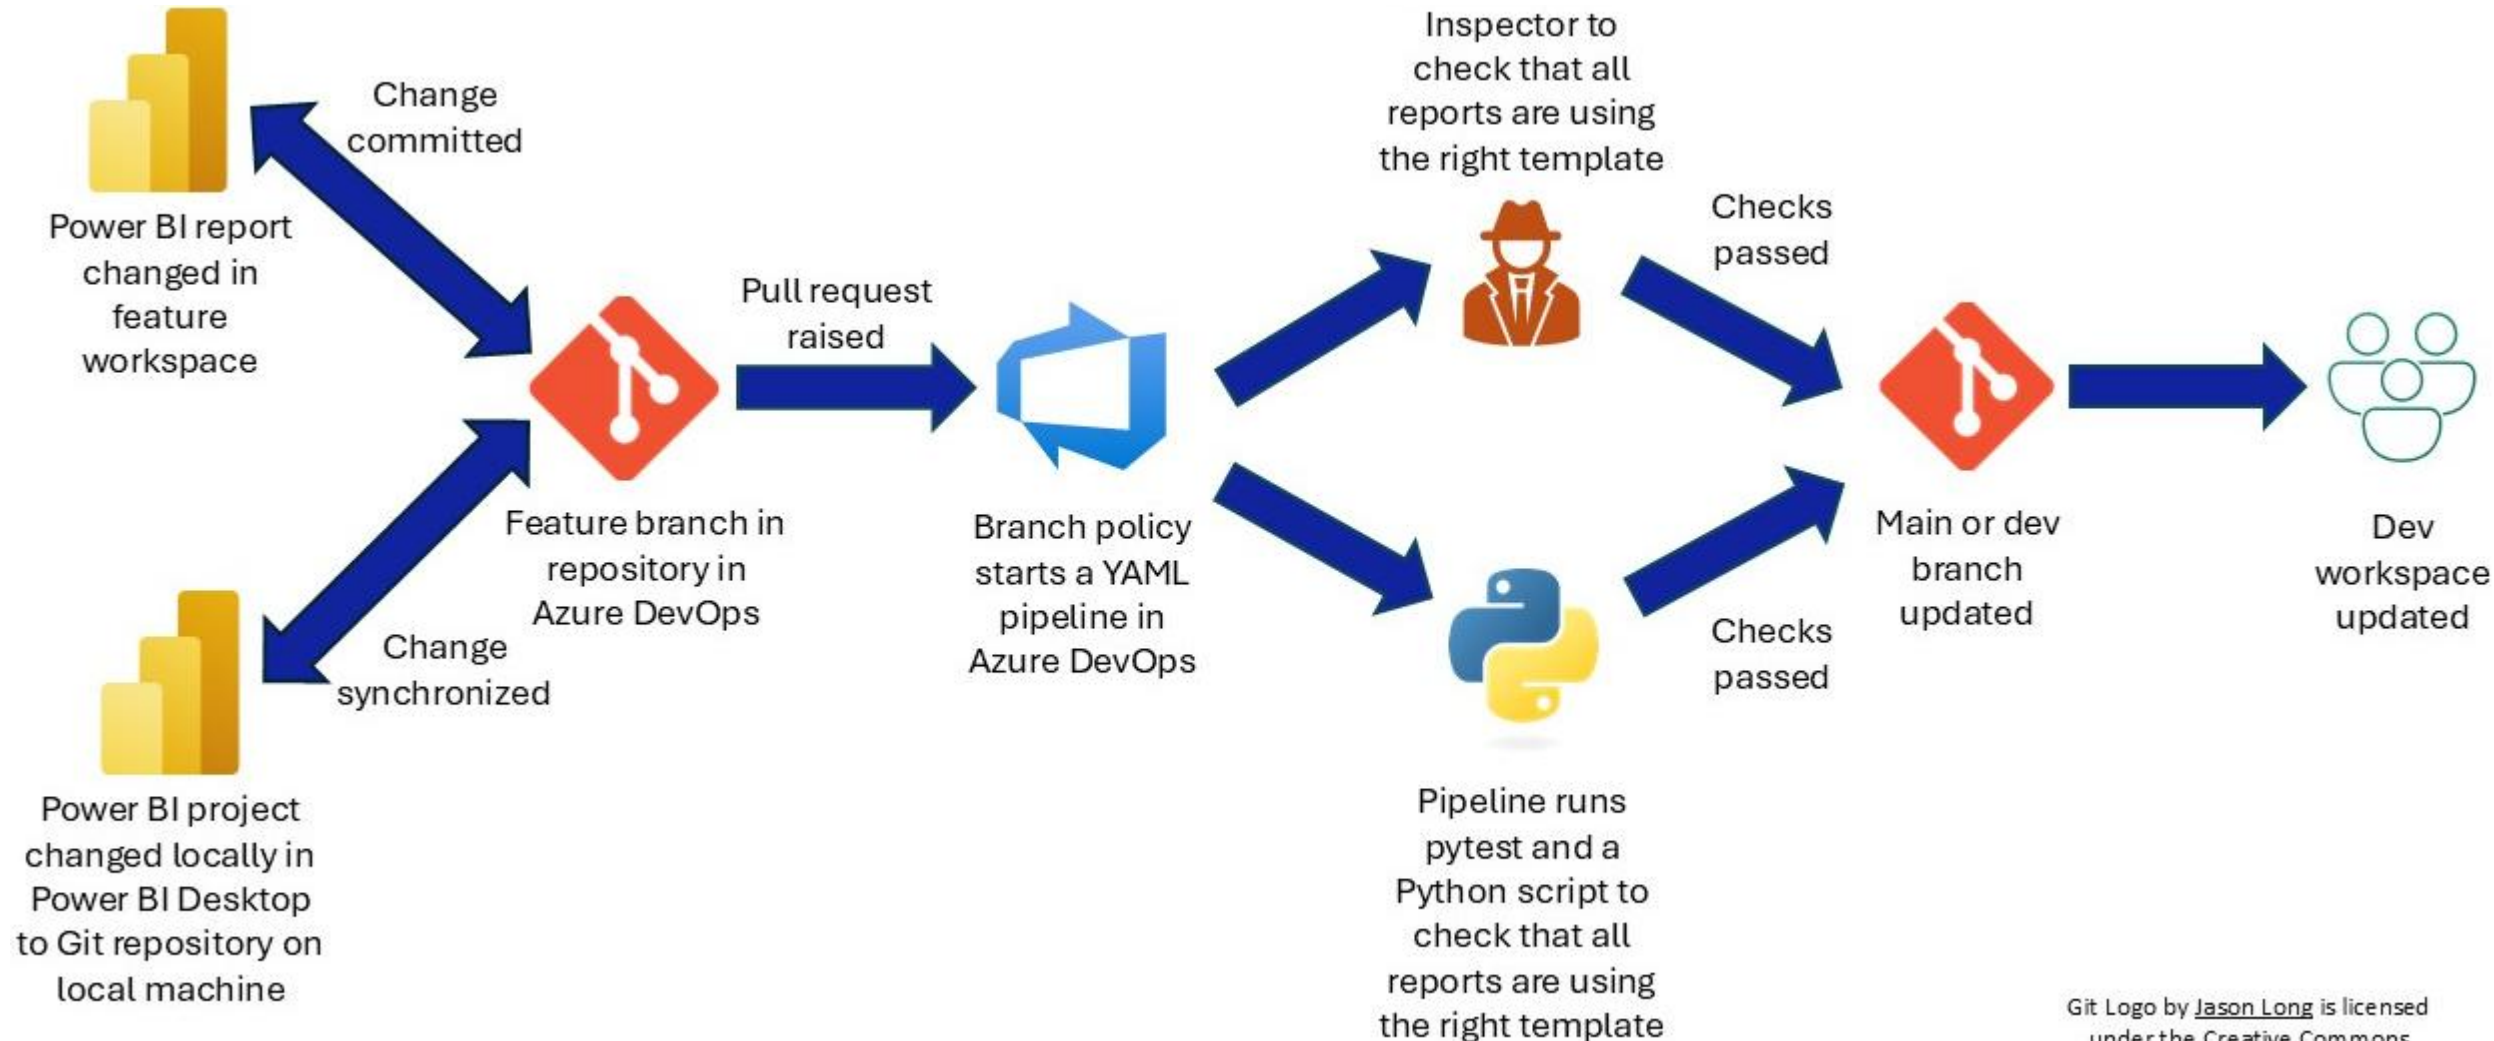 Change
committed
Power BI report
changed in
feature
workspace
Power BI project
changed locally in
Power BI Desktop
to Git repository on
local machine
Change
synchronized
Feature branch in
repository in
Azure DevOps
Pull request
raised
Branch policy
starts a YAML
pipeline in
Azure DevOps
Inspector to
check that all
reports are using
the right template
Checks
passed
Pipeline runs
pytest and a
Python script to
check that all
reports are using
the right template
Checks
passed
Main or dev
branch
updated
Dev
workspace
updated
Git Logo by Jason Long is licensed
under the Creative Commons